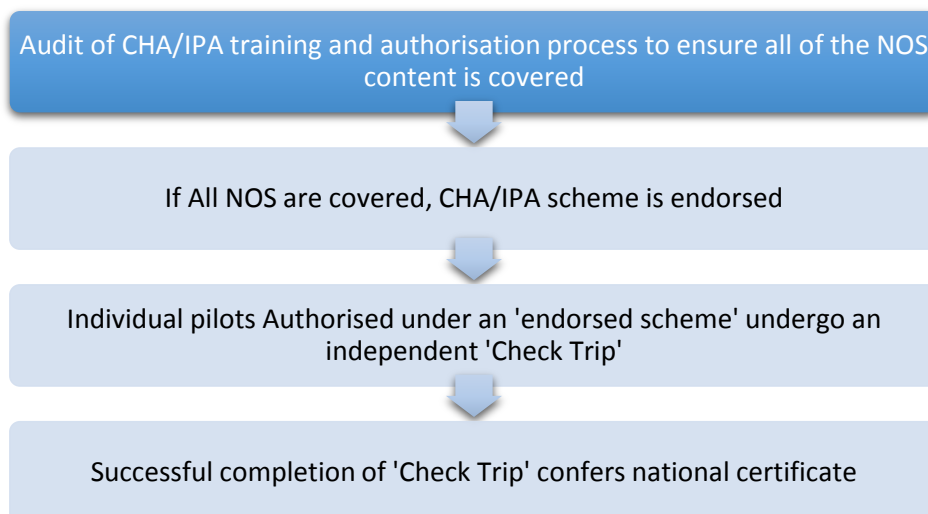 Audit of CHA/IPA training and authorisation process to ensure all of the NOS
content is covered
If All NOS are covered, CHA/IPA scheme is endorsed
Individual pilots Authorised under an 'endorsed scheme' undergo an
independent 'Check Trip'
Successful completion of 'Check Trip' confers national certificate